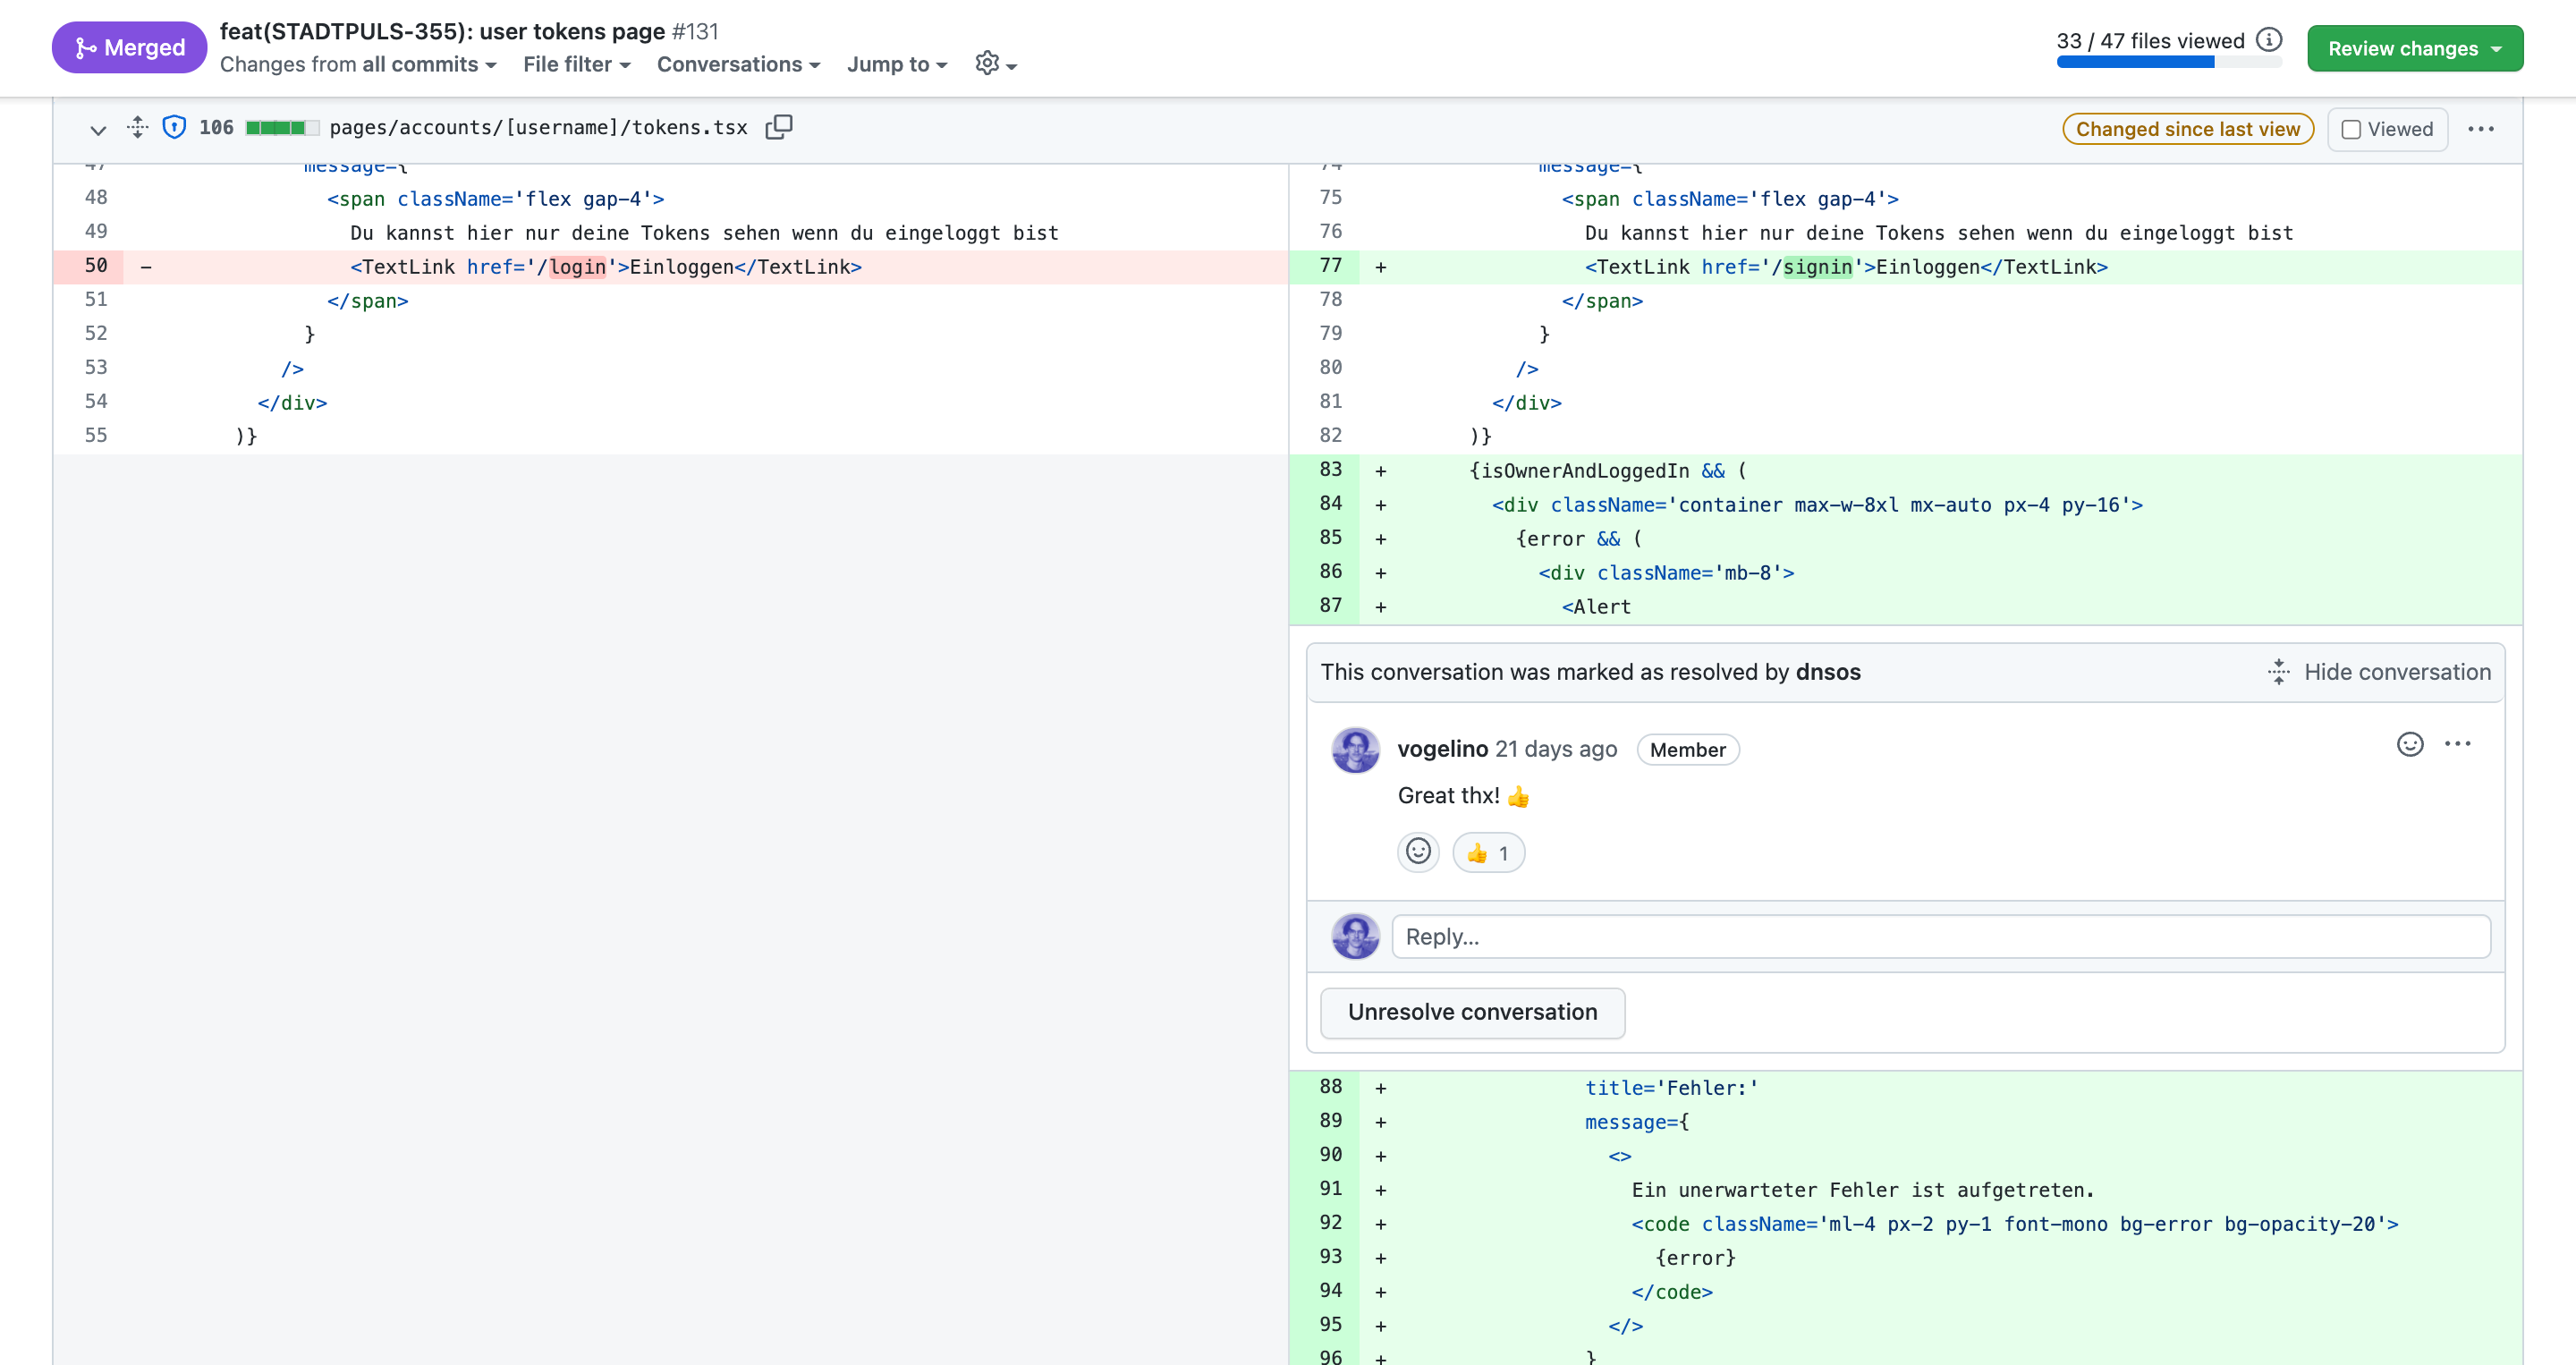 Merged
feat(STADTPULS-355): user tokens page #131
Changes from all commits File filter Conversations Jump to
33 / 47 files viewed
Review changes
106 pages/accounts/[username]/tokens.tsx
Changed since last view
Viewed
47 message={
48 <span className='flex gap-4'>
49 Du kannst hier nur deine Tokens sehen wenn du eingeloggt bist
50 - <TextLink href='/login'>Einloggen</TextLink>
51 </span>
52 }
53 />
54 </div>
55 )}
74 message={
75 <span className='flex gap-4'>
76 Du kannst hier nur deine Tokens sehen wenn du eingeloggt bist
77 + <TextLink href='/signin'>Einloggen</TextLink>
78 </span>
79 }
80 />
81 </div>
82 )}
83 + {isOwnerAndLoggedIn && (
84 + <div className='container max-w-8xl mx-auto px-4 py-16'>
85 + {error && (
86 + <div className='mb-8'>
87 + <Alert
This conversation was marked as resolved by dnsos
Hide conversation
vogelino 21 days ago Member
Great thx! 👍
👍 1
Reply...
Unresolve conversation
88 + title='Fehler:'
89 + message={
90 + <>
91 + Ein unerwarteter Fehler ist aufgetreten.
92 + <code className='ml-4 px-2 py-1 font-mono bg-error bg-opacity-20'>
93 + {error}
94 + </code>
95 + </>
96 + }